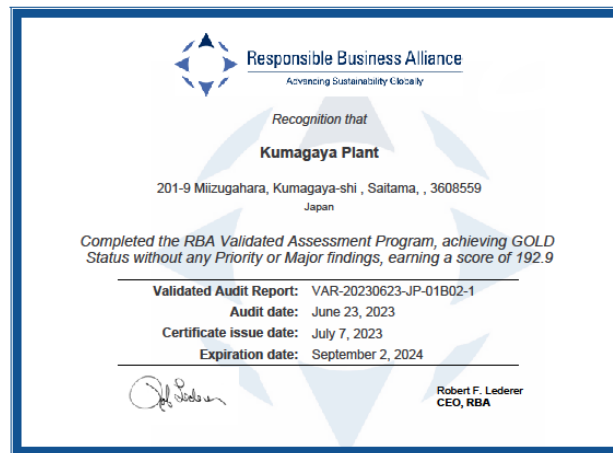 Responsible Business Alliance
Advancing Sustainability Globally
Recognition that
Kumagaya Plant
201-9 Miizugahara, Kumagaya-shi , Saitama, , 3608559
Japan
Completed the RBA Validated Assessment Program, achieving GOLD
Status without any Priority or Major findings, earning a score of 192.9
Validated Audit Report: VAR-20230623-JP-01B02-1
Audit date: June 23, 2023
Certificate issue date: July 7, 2023
Expiration date: September 2, 2024
Robert F. Lederer
CEO, RBA